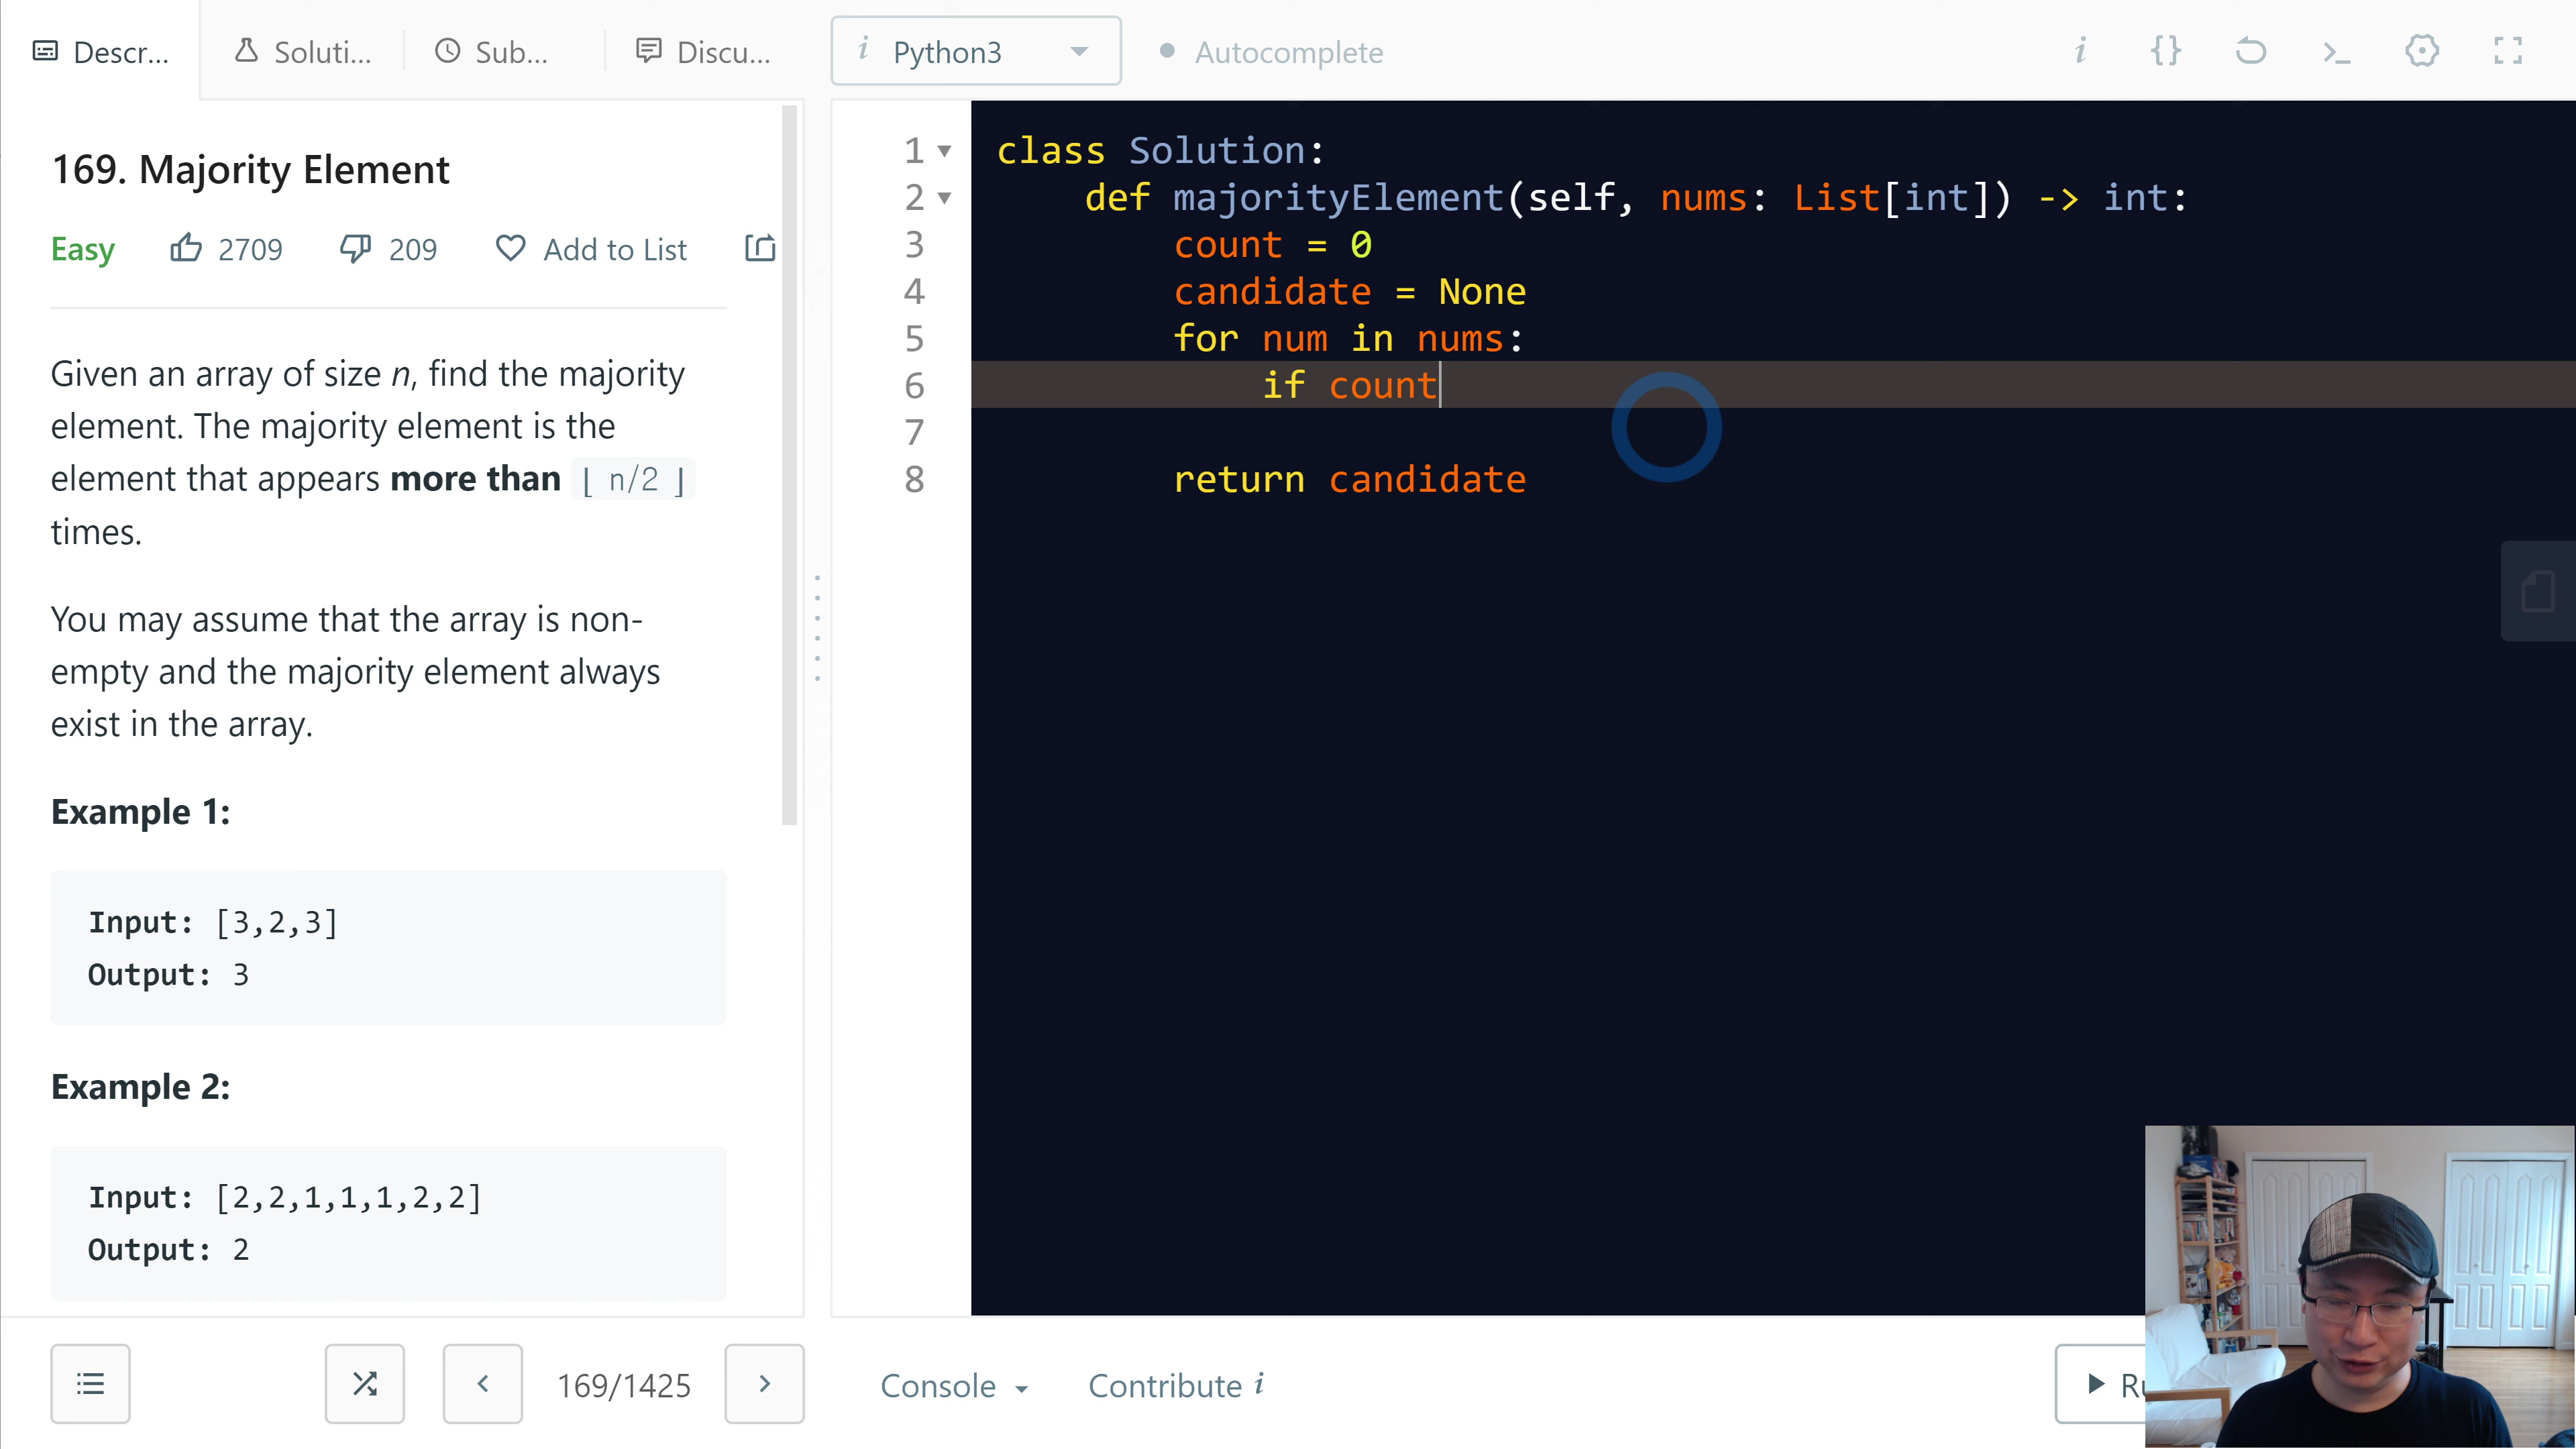 Descr...
Soluti...
Sub...
Discu...
i Python3
Autocomplete
i {} >_
169. Majority Element
Easy 2709 209 Add to List
Given an array of size n, find the majority
element. The majority element is the
element that appears more than ⌊ n/2 ⌋
times.
You may assume that the array is non-
empty and the majority element always
exist in the array.
Example 1:
Input: [3,2,3]
Output: 3
Example 2:
Input: [2,2,1,1,1,2,2]
Output: 2
169/1425
1 class Solution:
2 def majorityElement(self, nums: List[int]) -> int:
3 count = 0
4 candidate = None
5 for num in nums:
6 if count
7
8 return candidate
Console
Contribute i